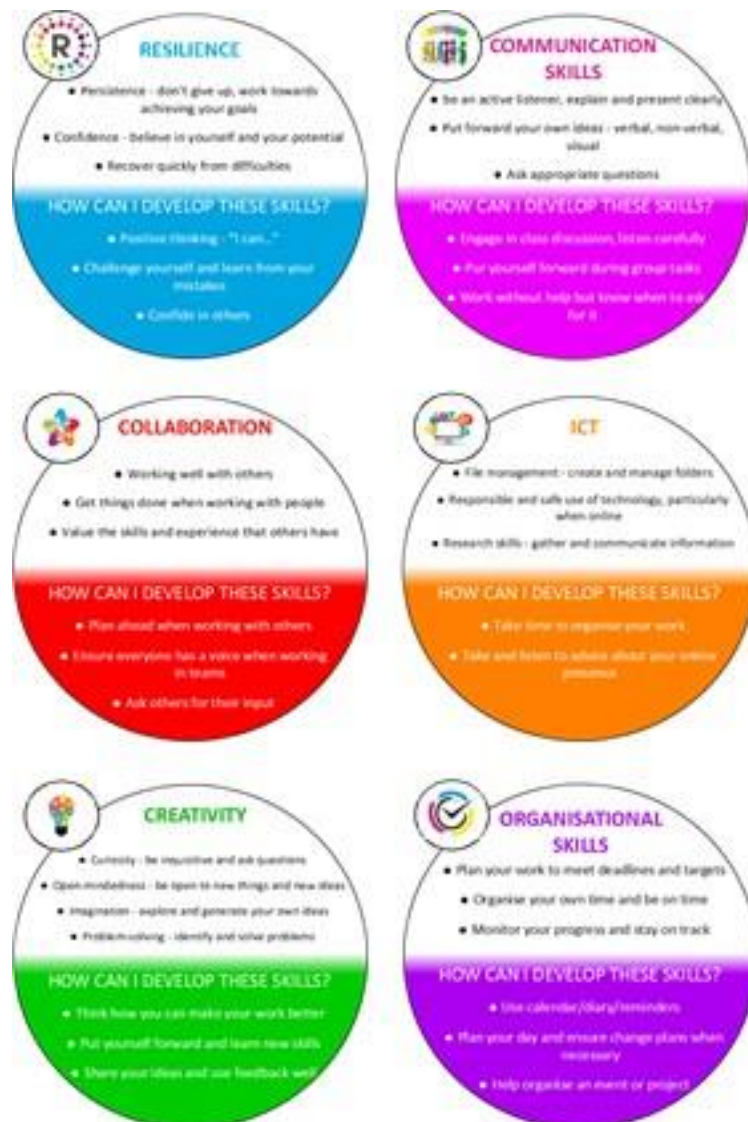 R
RESILIENCE
● Persistence - don't give up, work towards
achieving your goals
● Confidence - believe in yourself and your potential
● Recover quickly from difficulties
HOW CAN I DEVELOP THESE SKILLS?
● Positive thinking - "I can..."
● Challenge yourself and learn from your
mistakes
● Confide in others
COMMUNICATION
SKILLS
● be an active listener, explain and present clearly
● Put forward your own ideas - verbal, non-verbal,
visual
● Ask appropriate questions
HOW CAN I DEVELOP THESE SKILLS?
● Engage in class discussion, listen carefully
● Put yourself forward during group tasks
● Work without help but know when to ask
for it
COLLABORATION
● Working well with others
● Get things done when working with people
● Value the skills and experience that others have
HOW CAN I DEVELOP THESE SKILLS?
● Plan ahead when working with others
● Ensure everyone has a voice when working
in teams
● Ask others for their input
ICT
● File management - create and manage folders
● Responsible and safe use of technology, particularly
when online
● Research skills - gather and communicate information
HOW CAN I DEVELOP THESE SKILLS?
● Take time to organise your work
● Take and listen to advice about your online
presence
CREATIVITY
● Curiosity - be inquisitive and ask questions
● Open-mindedness - be open to new things and new ideas
● Imagination - explore and generate your own ideas
● Problem-solving - identify and solve problems
HOW CAN I DEVELOP THESE SKILLS?
● Think how you can make your work better
● Put yourself forward and learn new skills
● Share your ideas and use feedback well
ORGANISATIONAL
SKILLS
● Plan your work to meet deadlines and targets
● Organise your own time and be on time
● Monitor your progress and stay on track
HOW CAN I DEVELOP THESE SKILLS?
● Use calendar/diary/reminders
● Plan your day and ensure change plans when
necessary
● Help organise an event or project